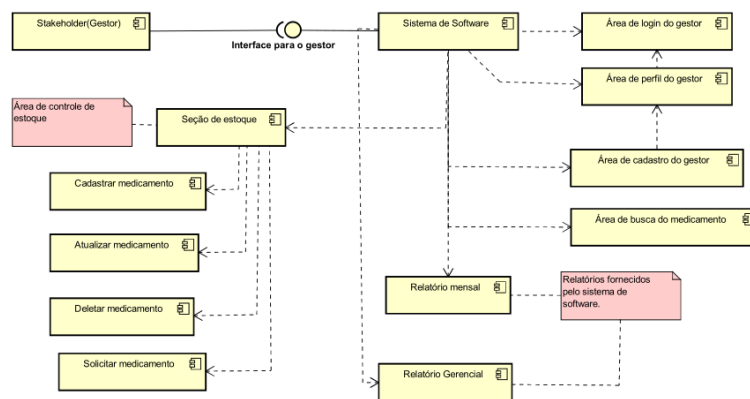 Stakeholder(Gestor)
Interface para o gestor
Sistema de Software
Área de login do gestor
Área de perfil do gestor
Área de controle de
estoque
Seção de estoque
Área de cadastro do gestor
Cadastrar medicamento
Área de busca do medicamento
Atualizar medicamento
Relatório mensal
Relatórios fornecidos
pelo sistema de
software.
Deletar medicamento
Solicitar medicamento
Relatório Gerencial